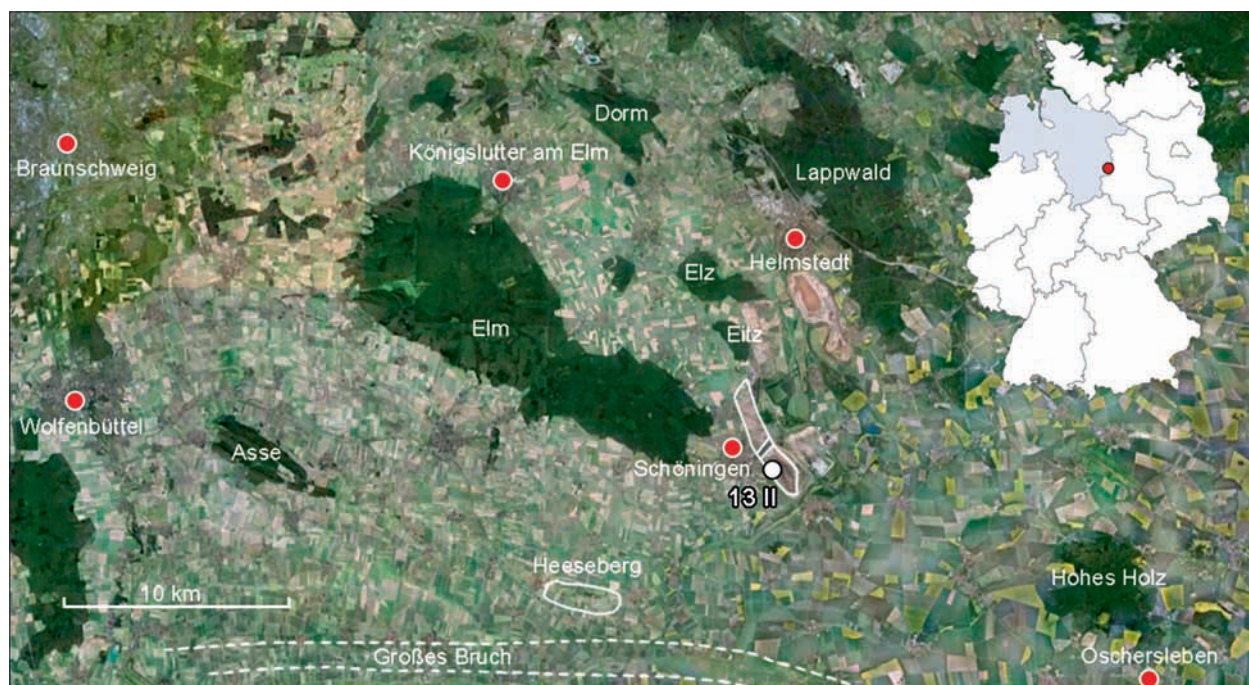 Dorm
Braunschweig
Königslutter am Elm
Lappwald
Helmstedt
Elz
Elm
Eitz
Wolfenbüttel
Asse
Schöningen
13 II
Heeseberg
Hohes Holz
10 km
Großes Bruch
Oschersleben